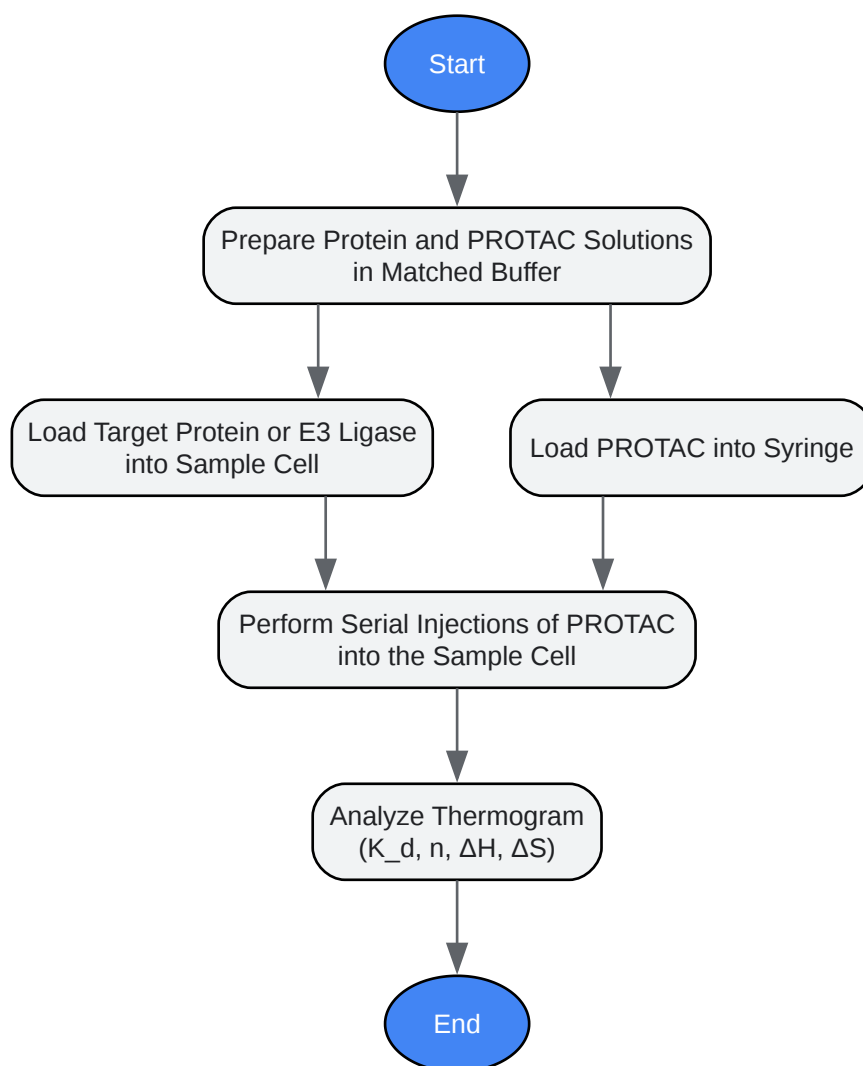 Start
Prepare Protein and PROTAC Solutions
in Matched Buffer
Load Target Protein or E3 Ligase
into Sample Cell
Load PROTAC into Syringe
Perform Serial Injections of PROTAC
into the Sample Cell
Analyze Thermogram
(K_d, n, ΔH, ΔS)
End